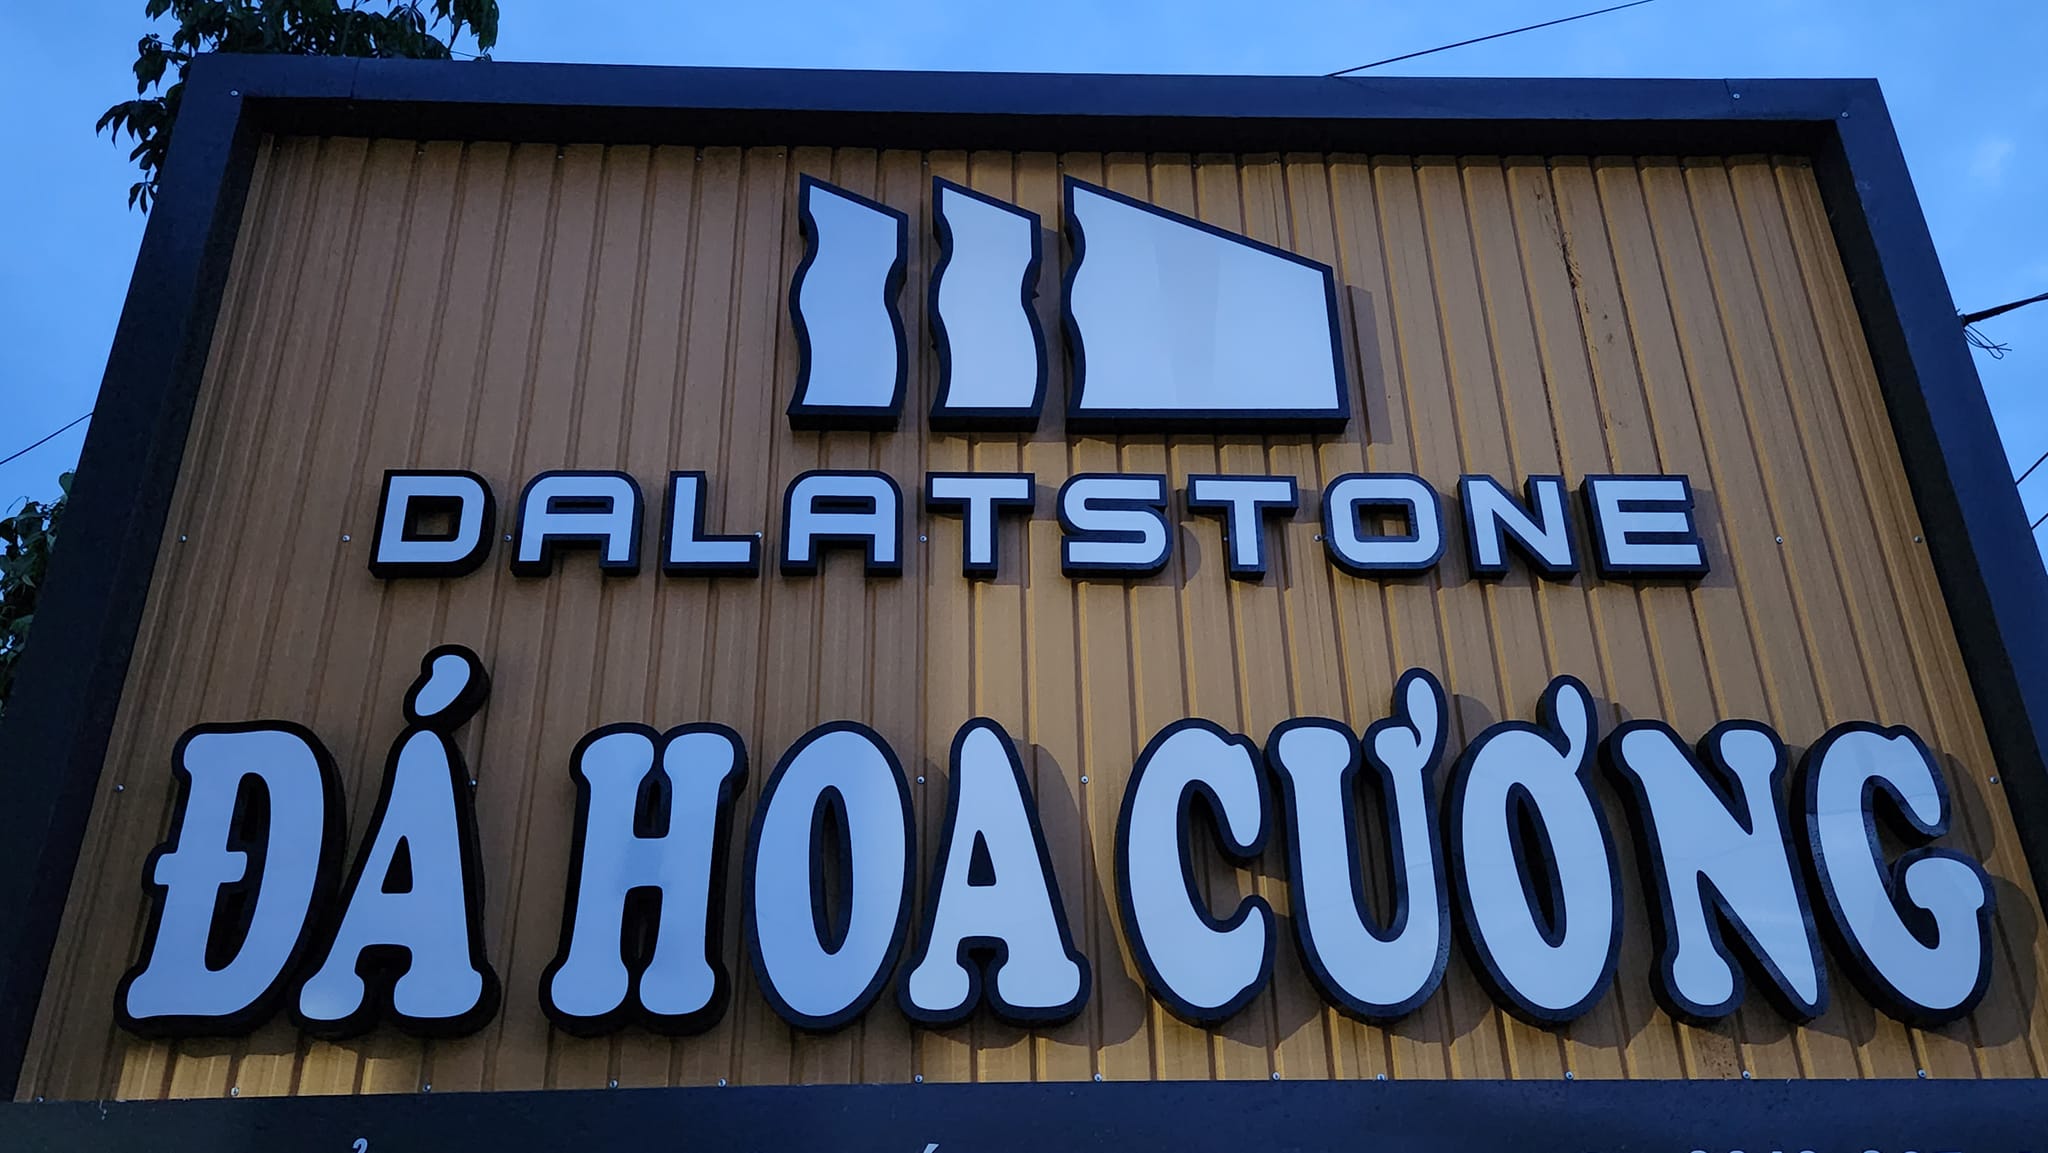 DALATSTONE
ĐÁ HOA CƯƠNG